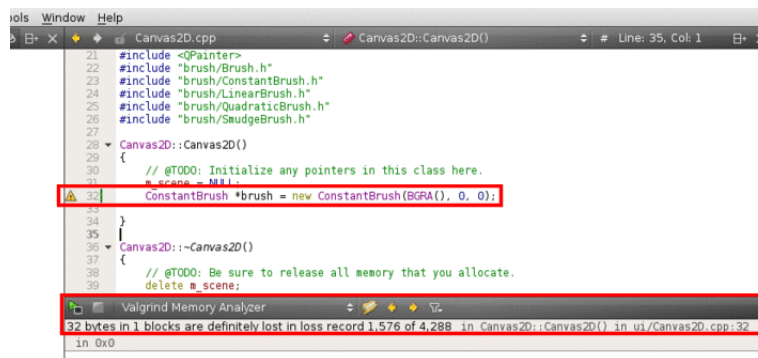 ools Window Help
Canvas2D.cpp Canvas2D::Canvas2D() # Line: 35, Col: 1
21 #include <QPainter>
22 #include "brush/Brush.h"
23 #include "brush/ConstantBrush.h"
24 #include "brush/LinearBrush.h"
25 #include "brush/QuadraticBrush.h"
26 #include "brush/SmudgeBrush.h"
27
28 Canvas2D::Canvas2D()
29 {
30 // @TODO: Initialize any pointers in this class here.
31 m_scene = NULL;
32 ConstantBrush *brush = new ConstantBrush(BGRA(), 0, 0);
33
34 }
35
36 Canvas2D::~Canvas2D()
37 {
38 // @TODO: Be sure to release all memory that you allocate.
39 delete m_scene;
Valgrind Memory Analyzer
32 bytes in 1 blocks are definitely lost in loss record 1,576 of 4,288 in Canvas2D::Canvas2D() in ui/Canvas2D.cpp:32
in 0x0